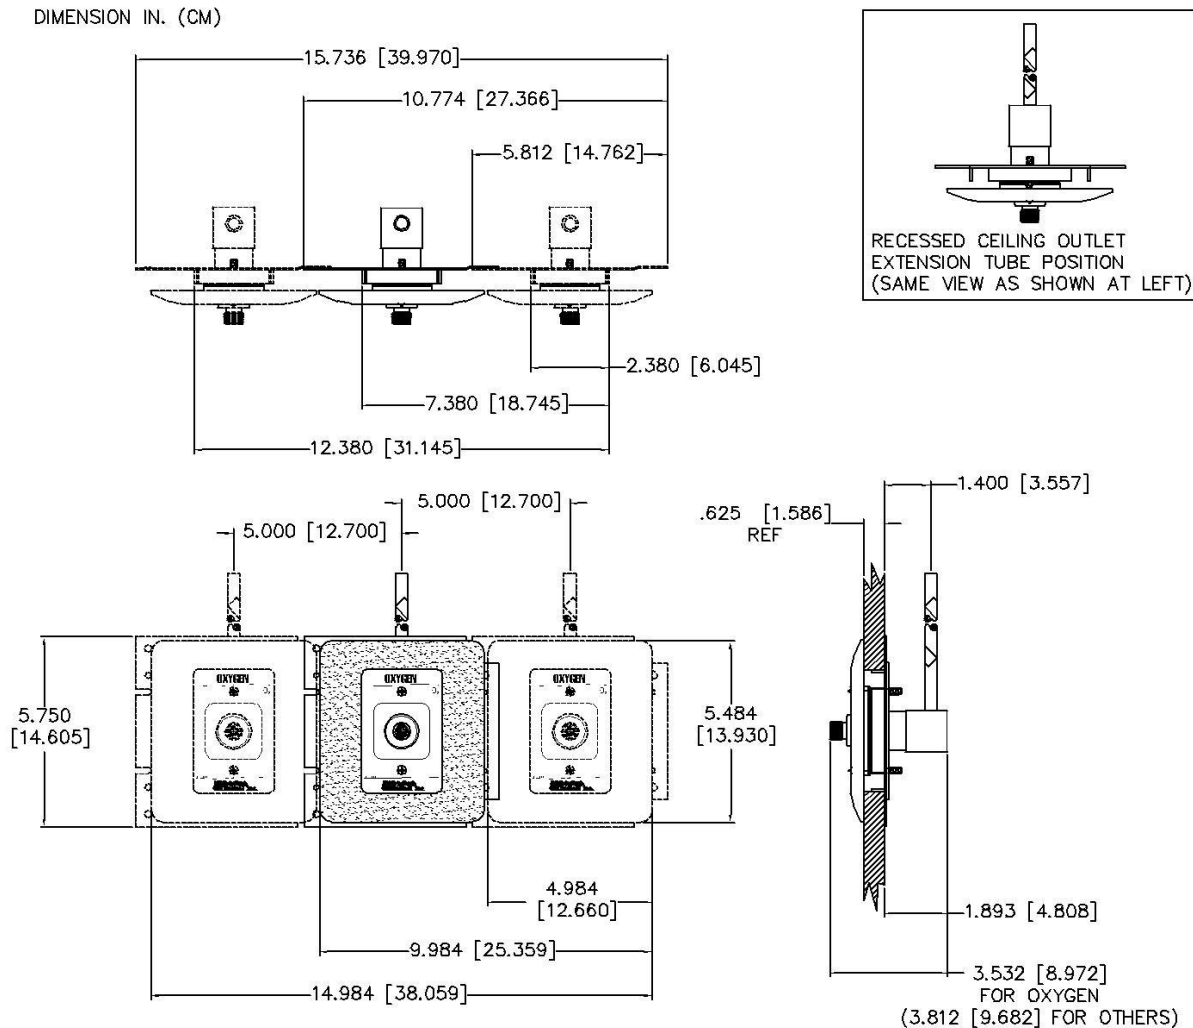 DIMENSION IN. (CM)
15.736 [39.970]
10.774 [27.366]
5.812 [14.762]
RECESSED CEILING OUTLET
EXTENSION TUBE POSITION
(SAME VIEW AS SHOWN AT LEFT)
2.380 [6.045]
7.380 [18.745]
12.380 [31.145]
5.000 [12.700]
5.000 [12.700]
1.400 [3.557]
.625 [1.586]
REF
OXYGEN
OXYGEN
OXYGEN
5.750
[14.605]
5.484
[13.930]
4.984
[12.660]
9.984 [25.359]
14.984 [38.059]
1.893 [4.808]
3.532 [8.972]
FOR OXYGEN
(3.812 [9.682] FOR OTHERS)